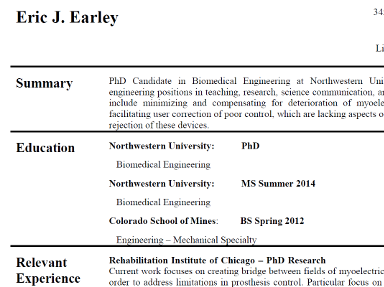 Eric J. Earley
34
Li
Summary
PhD Candidate in Biomedical Engineering at Northwestern Uni
engineering positions in teaching, research, science communication, a
include minimizing and compensating for deterioration of myoele
facilitating user correction of poor control, which are lacking aspects o
rejection of these devices.
Education
Northwestern University: PhD
Biomedical Engineering
Northwestern University: MS Summer 2014
Biomedical Engineering
Colorado School of Mines: BS Spring 2012
Engineering – Mechanical Specialty
Relevant
Experience
Rehabilitation Institute of Chicago – PhD Research
Current work focuses on creating bridge between fields of myoelectric
order to address limitations in prosthesis control. Particular focus on